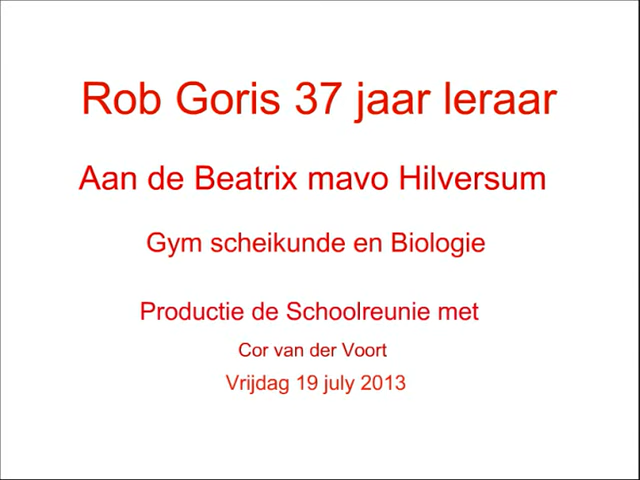 Rob Goris 37 jaar leraar
Aan de Beatrix mavo Hilversum
Gym scheikunde en Biologie
Productie de Schoolreunie met
Cor van der Voort
Vrijdag 19 july 2013